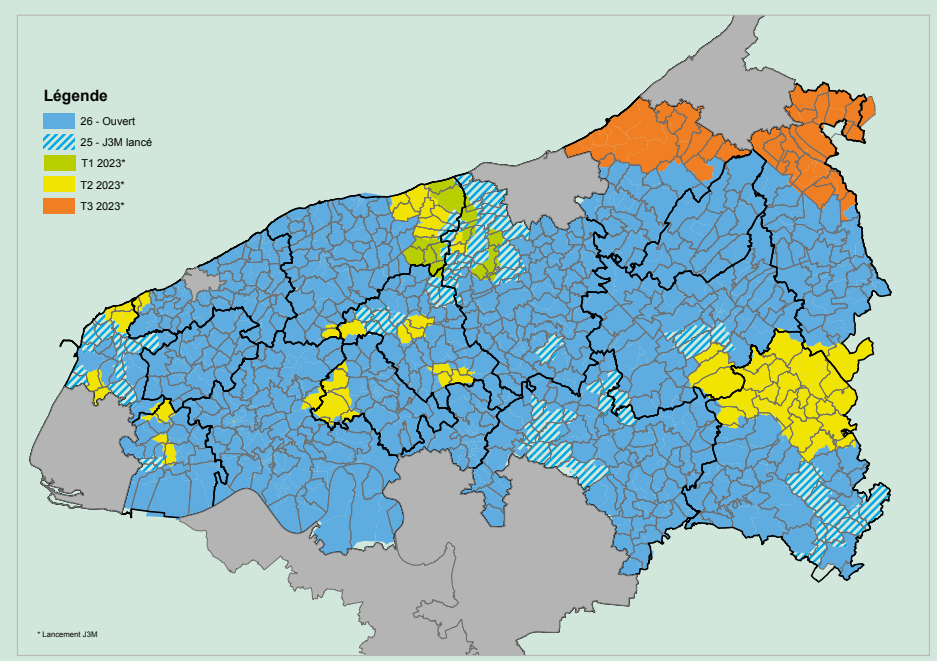 Légende
26 - Ouvert
25 - J3M lancé
T1 2023*
T2 2023*
T3 2023*
* Lancement J3M